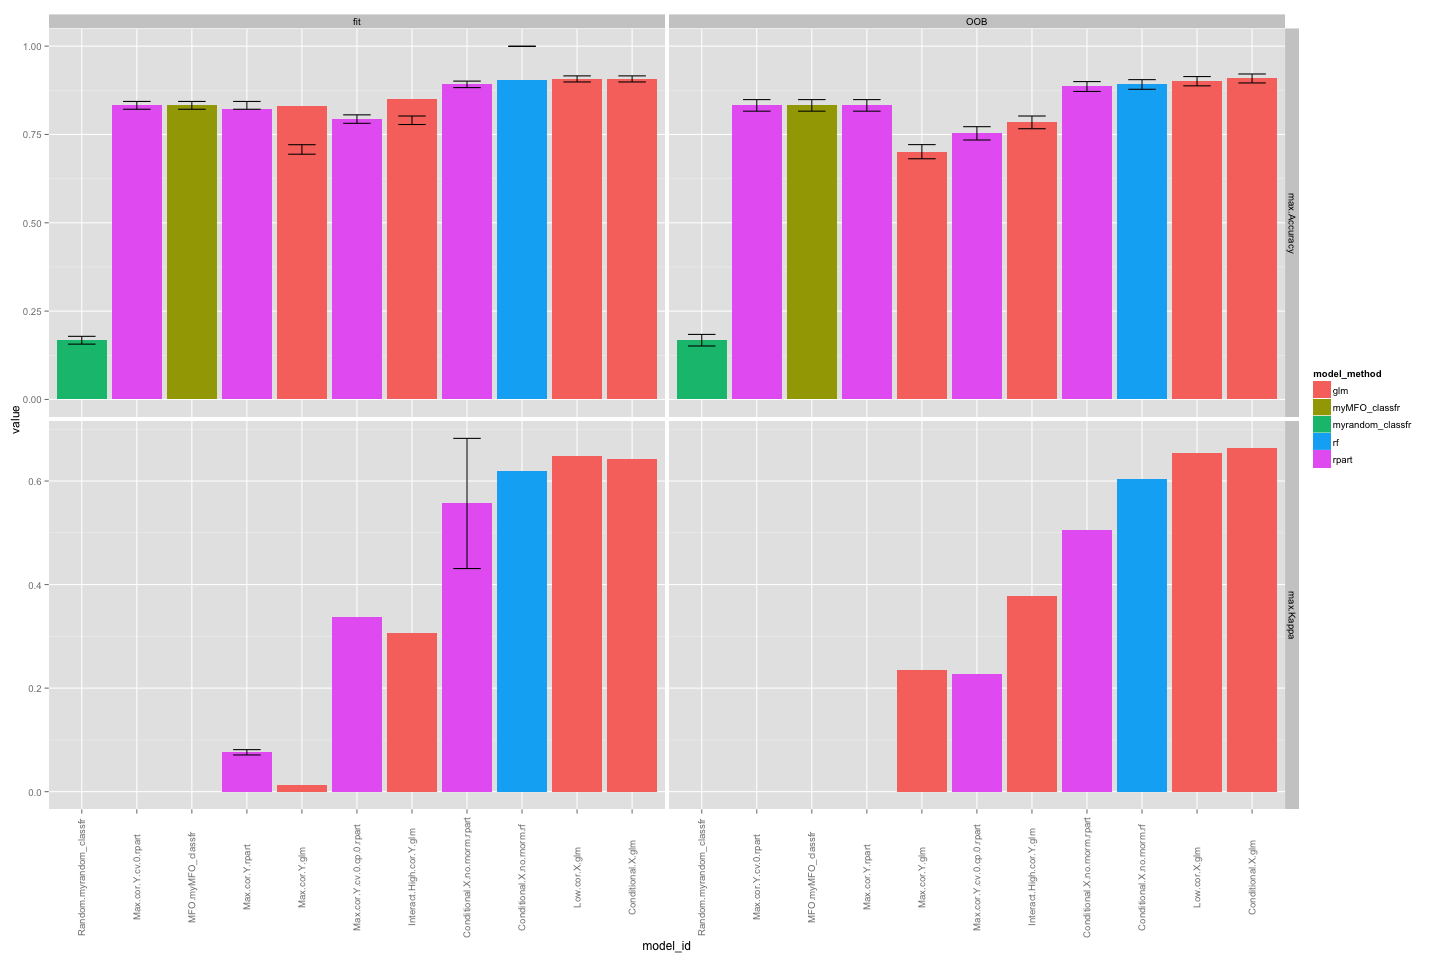 fit
OOB
1.00
0.75
0.50
0.25
0.00
max.Accuracy
value
0.6
0.4
0.2
0.0
max.Kappa
Random.myrandom_classfr
Max.cor.Y.cv.0.rpart
MFO.myMFO_classfr
Max.cor.Y.rpart
Max.cor.Y.glm
Max.cor.Y.cv.0.cp.0.rpart
Interact.High.cor.Y.glm
Conditional.X.no.rnorm.rpart
Conditional.X.no.rnorm.rf
Low.cor.X.glm
Conditional.X.glm
Random.myrandom_classfr
Max.cor.Y.cv.0.rpart
MFO.myMFO_classfr
Max.cor.Y.rpart
Max.cor.Y.glm
Max.cor.Y.cv.0.cp.0.rpart
Interact.High.cor.Y.glm
Conditional.X.no.rnorm.rpart
Conditional.X.no.rnorm.rf
Low.cor.X.glm
Conditional.X.glm
model_id
model_method
glm
myMFO_classfr
myrandom_classfr
rf
rpart